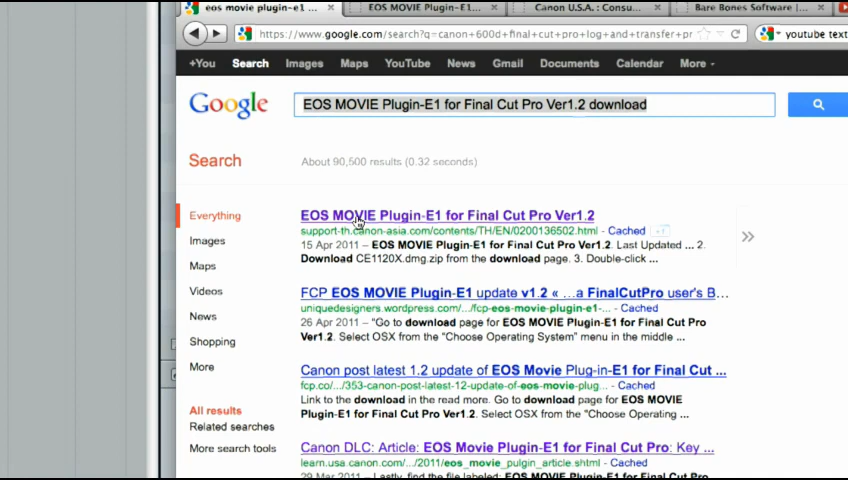 eos movie plugin-e1 ...
EOS MOVIE Plugin-E1...
Canon U.S.A. : Consu...
Bare Bones Software | ...
https://www.google.com/search?q=canon+600d+final+cut+pro+log+and+transfer+pr
youtube text
+You Search Images Maps YouTube News Gmail Documents Calendar More
Google
EOS MOVIE Plugin-E1 for Final Cut Pro Ver1.2 download
Search
About 90,500 results (0.32 seconds)
Everything
Images
Maps
Videos
News
Shopping
More
All results
Related searches
More search tools
EOS MOVIE Plugin-E1 for Final Cut Pro Ver1.2
support-th.canon-asia.com/contents/TH/EN/0200136502.html - Cached
15 Apr 2011 – EOS MOVIE Plugin-E1 for Final Cut Pro Ver1.2. Last Updated ... 2.
Download CE1120X.dmg.zip from the download page. 3. Double-click ...
FCP EOS MOVIE Plugin-E1 update v1.2 « ...a FinalCutPro user's B...
uniquedesigners.wordpress.com/.../fcp-eos-movie-plugin-e1-... - Cached
26 Apr 2011 – "Go to download page for EOS MOVIE Plugin-E1 for Final Cut Pro
Ver1.2. Select OSX from the "Choose Operating System" menu in the middle ...
Canon post latest 1.2 update of EOS Movie Plug-in-E1 for Final Cut ...
fcp.co/.../353-canon-post-latest-12-update-of-eos-movie-plug... - Cached
Link to the download in the read more. Go to download page for EOS MOVIE
Plugin-E1 for Final Cut Pro Ver1.2. Select OSX from the "Choose Operating ...
Canon DLC: Article: EOS Movie Plugin-E1 for Final Cut Pro: Key ...
learn.usa.canon.com/.../2011/eos_movie_pulgin_article.shtml - Cached
29 Mar 2011 – Lastly, find the file labeled: EOS MOVIE Plugin-E1 for Final Cut Pro